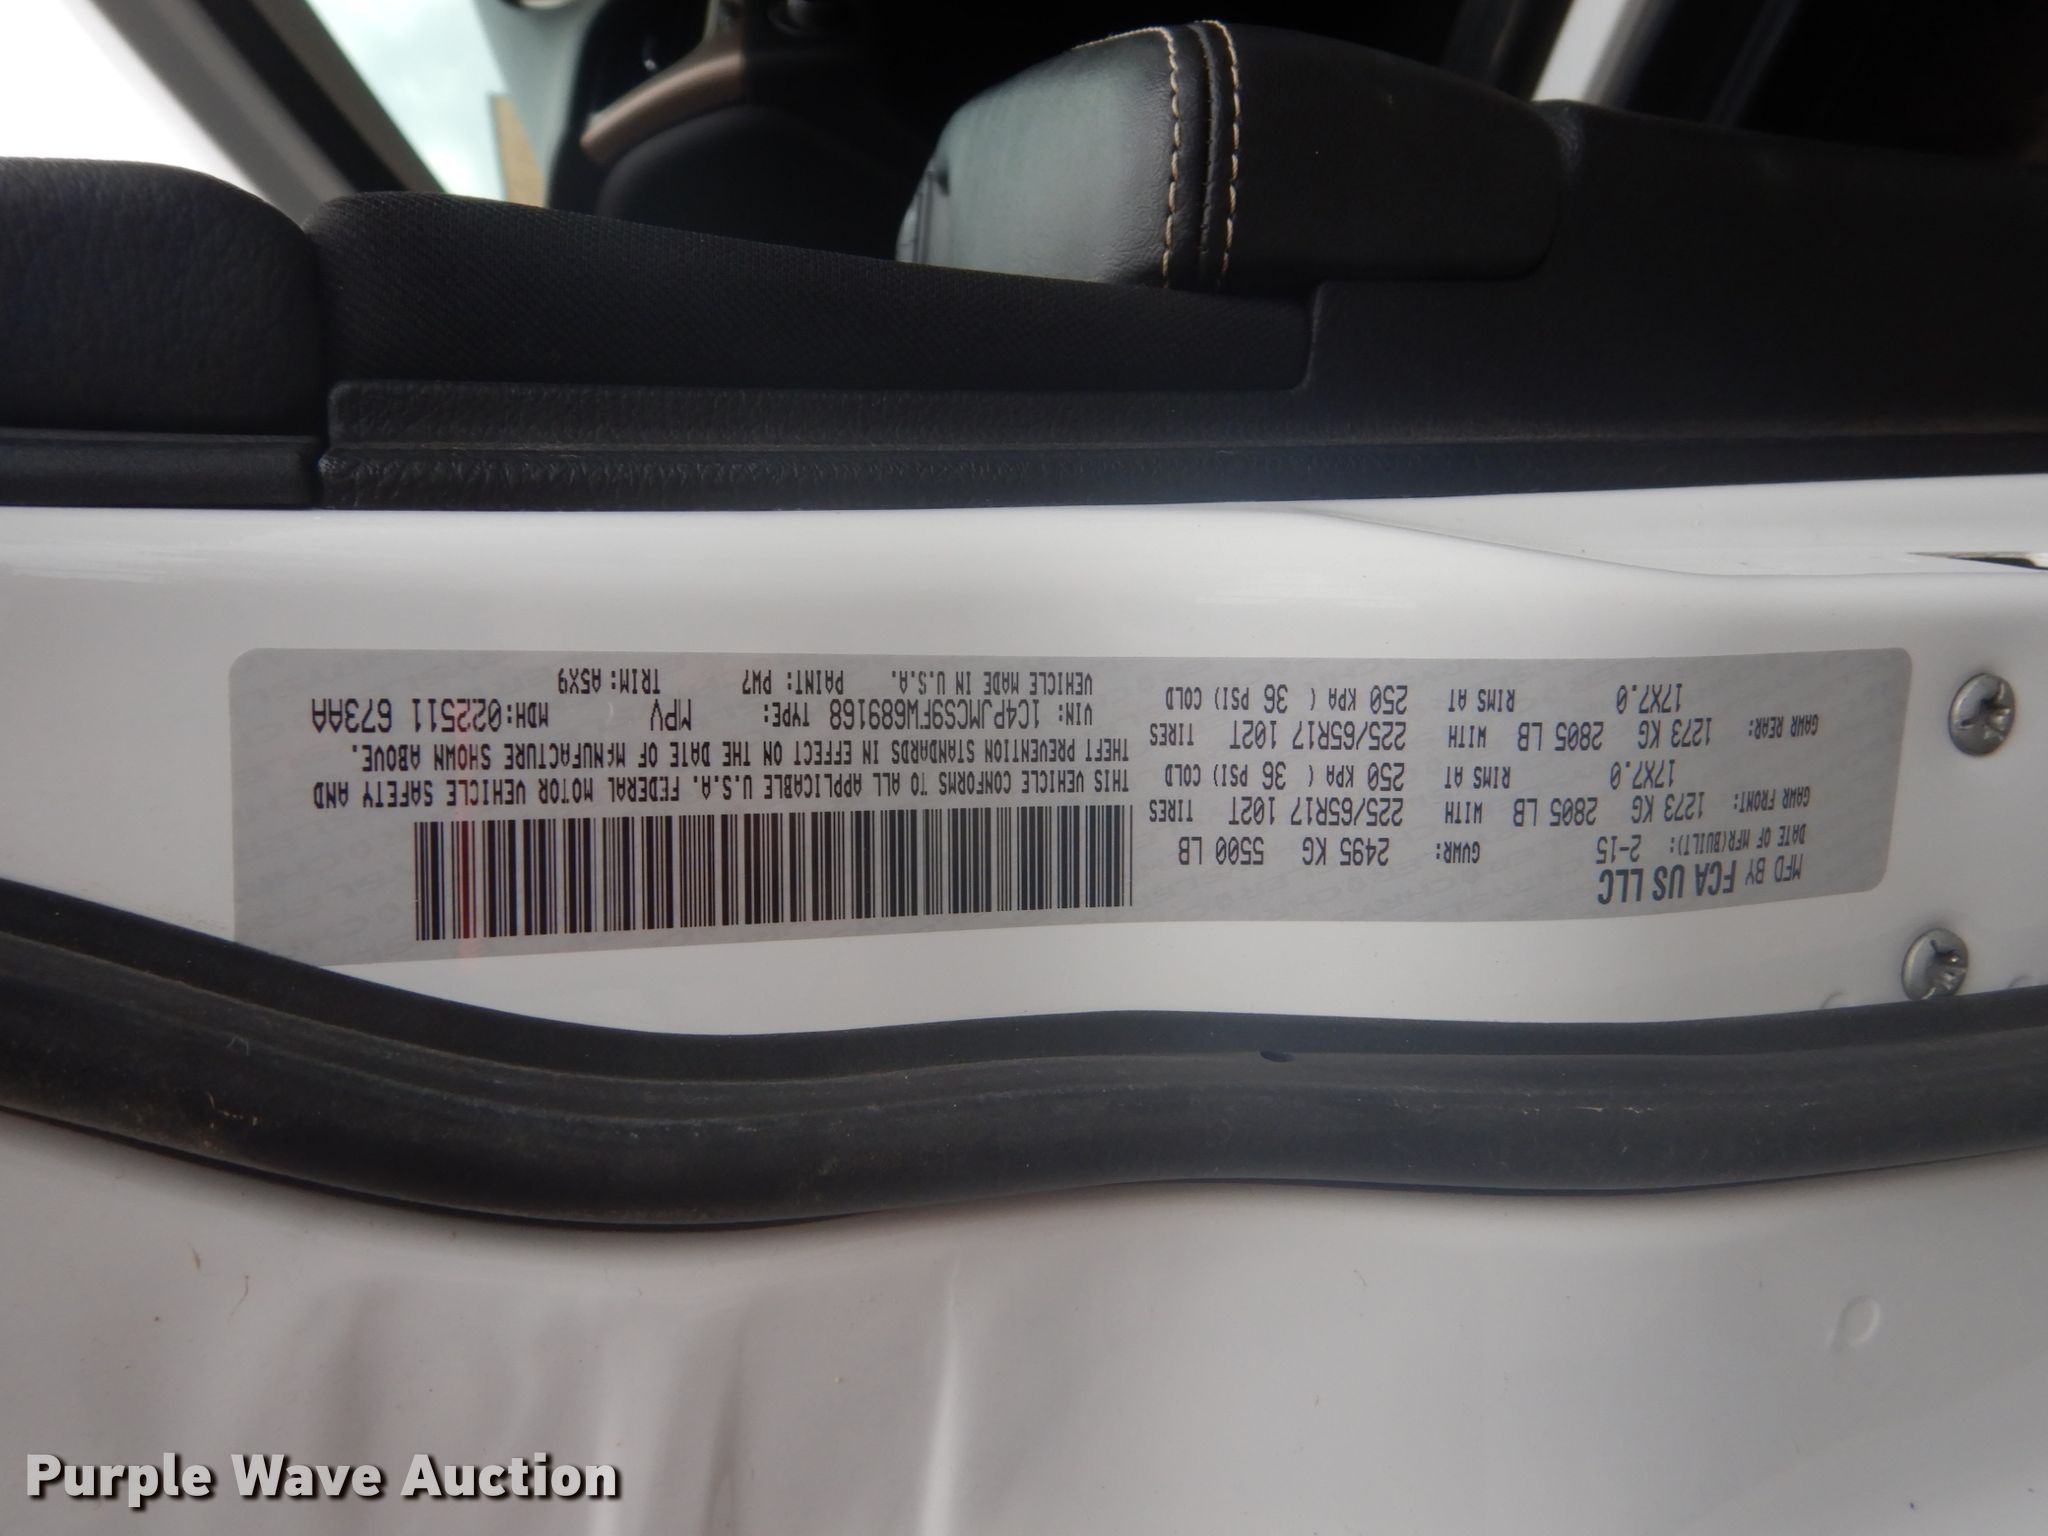 MFD BY FCA US LLC
DATE OF MFR(BUILT): 2-15 GVWR: 2495 KG 5500 LB
GAWR FRONT: 1273 KG 2805 LB WITH 225/65R17 102T TIRES
17X7.0 RIMS AT 250 KPA ( 36 PSI) COLD
GAWR REAR: 1273 KG 2805 LB WITH 225/65R17 102T TIRES
17X7.0 RIMS AT 250 KPA ( 36 PSI) COLD
THIS VEHICLE CONFORMS TO ALL APPLICABLE U.S.A. FEDERAL MOTOR VEHICLE SAFETY AND
THEFT PREVENTION STANDARDS IN EFFECT ON THE DATE OF MANUFACTURE SHOWN ABOVE.
VIN: 1C4PJMCS9FW689168 TYPE: MPV MDH:022511 673AA
VEHICLE MADE IN U.S.A. PAINT: PW7 TRIM:A5X9
Purple Wave Auction